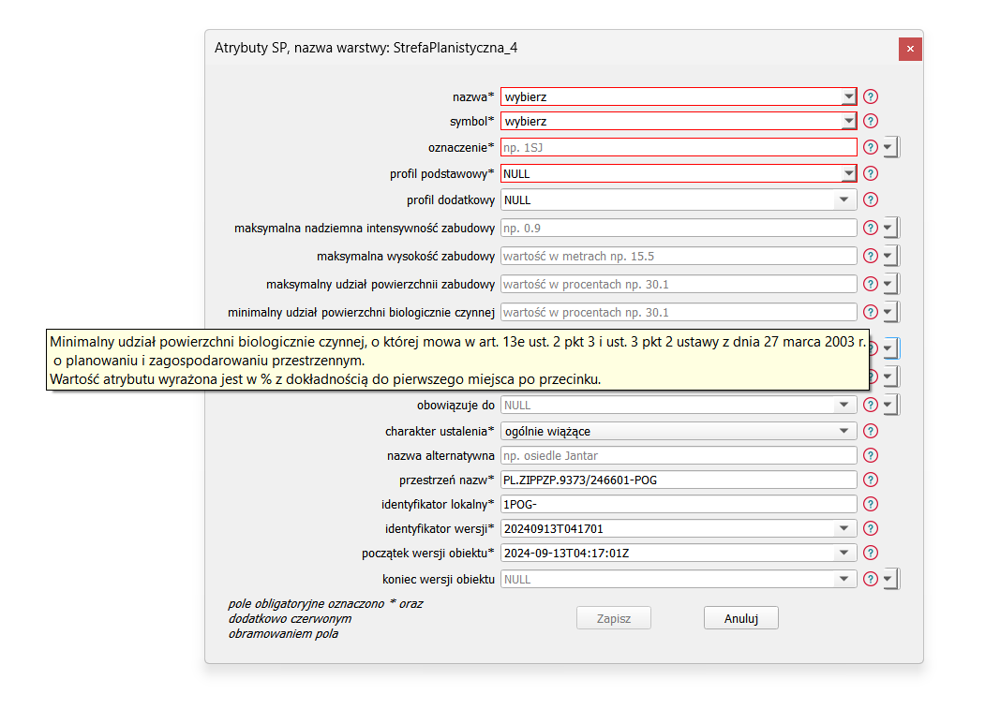 Atrybuty SP, nazwa warstwy: StrefaPlanistyczna_4
nazwa* wybierz ?
symbol* wybierz ?
oznaczenie* np. 1SJ ?
profil podstawowy* NULL ?
profil dodatkowy NULL ?
maksymalna nadziemna intensywność zabudowy np. 0.9 ?
maksymalna wysokość zabudowy wartość w metrach np. 15.5 ?
maksymalny udział powierzchnii zabudowy wartość w procentach np. 30.1 ?
minimalny udział powierzchni biologicznie czynnej wartość w procentach np. 30.1 ?
Minimalny udział powierzchni biologicznie czynnej, o której mowa w art. 13e ust. 2 pkt 3 i ust. 3 pkt 2 ustawy z dnia 27 marca 2003 r.
o planowaniu i zagospodarowaniu przestrzennym.
Wartość atrybutu wyrażona jest w % z dokładnością do pierwszego miejsca po przecinku.
obowiązuje do NULL ?
charakter ustalenia* ogólnie wiążące ?
nazwa alternatywna np. osiedle Jantar ?
przestrzeń nazw* PL.ZIPPZP.9373/246601-POG ?
identyfikator lokalny* 1POG- ?
identyfikator wersji* 20240913T041701 ?
początek wersji obiektu* 2024-09-13T04:17:01Z ?
koniec wersji obiektu NULL ?
pole obligatoryjne oznaczono * oraz
dodatkowo czerwonym
obramowaniem pola
Zapisz Anuluj